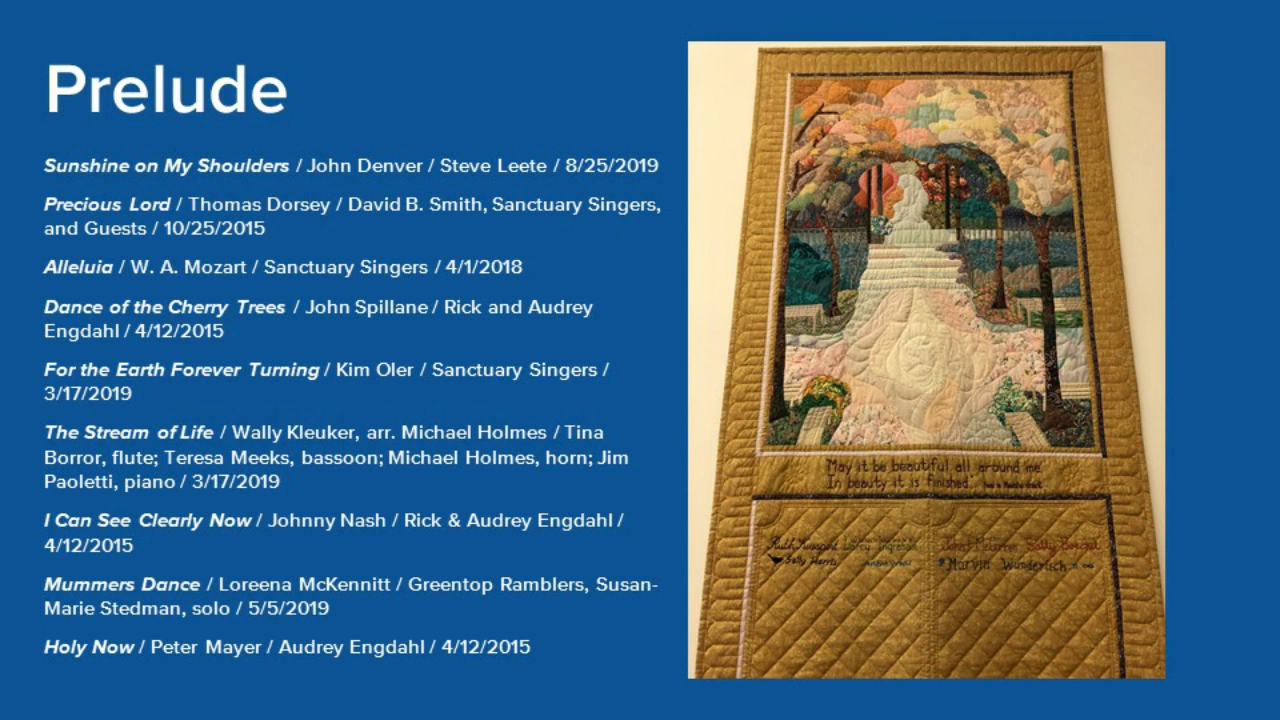 Prelude
Sunshine on My Shoulders / John Denver / Steve Leete / 8/25/2019
Precious Lord / Thomas Dorsey / David B. Smith, Sanctuary Singers,
and Guests / 10/25/2015
Alleluia / W. A. Mozart / Sanctuary Singers / 4/1/2018
Dance of the Cherry Trees / John Spillane / Rick and Audrey
Engdahl / 4/12/2015
For the Earth Forever Turning / Kim Oler / Sanctuary Singers /
3/17/2019
The Stream of Life / Wally Kleuker, arr. Michael Holmes / Tina
Borror, flute; Teresa Meeks, bassoon; Michael Holmes, horn; Jim
Paoletti, piano / 3/17/2019
I Can See Clearly Now / Johnny Nash / Rick & Audrey Engdahl /
4/12/2015
Mummers Dance / Loreena McKennitt / Greentop Ramblers, Susan-
Marie Stedman, solo / 5/5/2019
Holy Now / Peter Mayer / Audrey Engdahl / 4/12/2015
"May it be beautiful all around me.
In beauty it is finished."
Ruth
Sally Harris Marvin Wunderlich